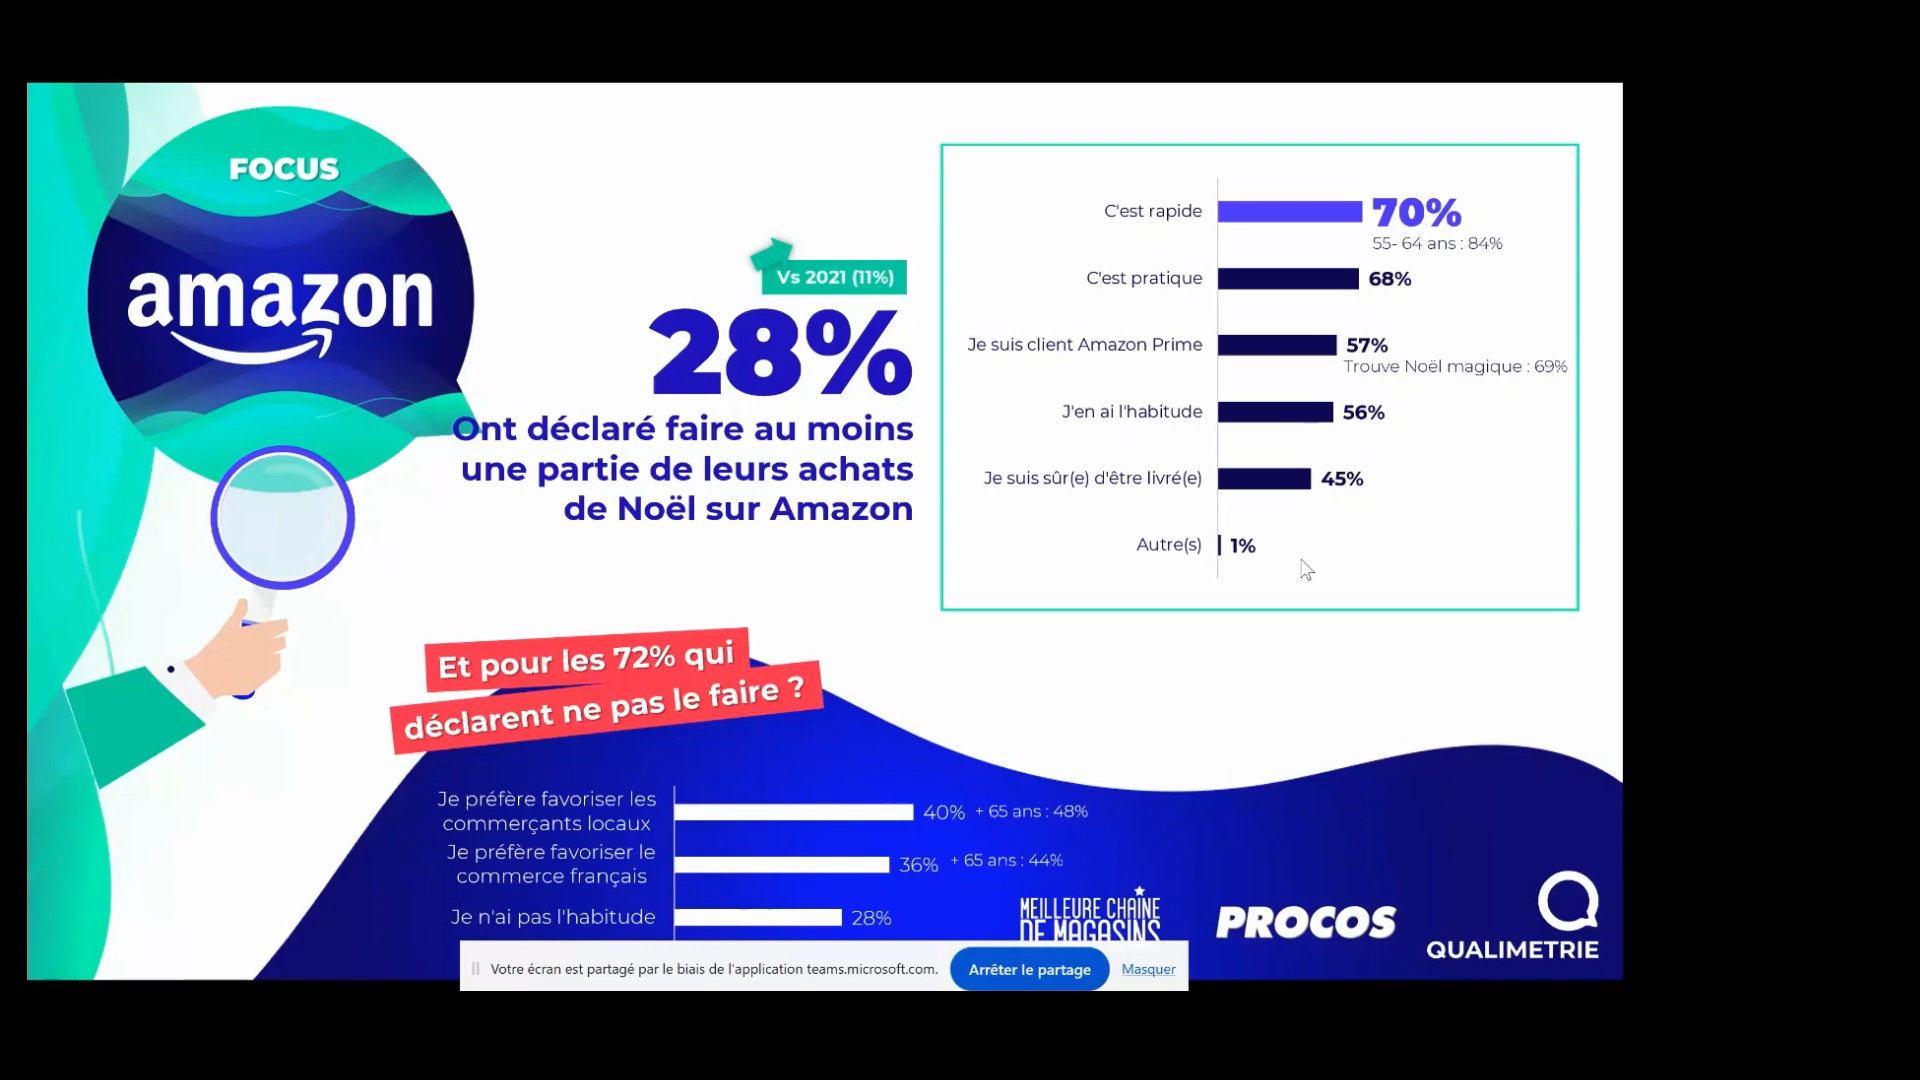 FOCUS
amazon
Vs 2021 (11%)
28%
Ont déclaré faire au moins
une partie de leurs achats
de Noël sur Amazon
C'est rapide
70%
55- 64 ans : 84%
C'est pratique
68%
Je suis client Amazon Prime
57%
Trouve Noël magique : 69%
J'en ai l'habitude
56%
Je suis sûr(e) d'être livré(e)
45%
Autre(s)
1%
Et pour les 72% qui
déclarent ne pas le faire ?
Je préfère favoriser les
commerçants locaux
40% + 65 ans : 48%
Je préfère favoriser le
commerce français
36% + 65 ans : 44%
Je n'ai pas l'habitude
28%
MEILLEURE CHAÎNE
DE MAGASINS
PROCOS
QUALIMETRIE
Votre écran est partagé par le biais de l'application teams.microsoft.com.
Arrêter le partage
Masquer